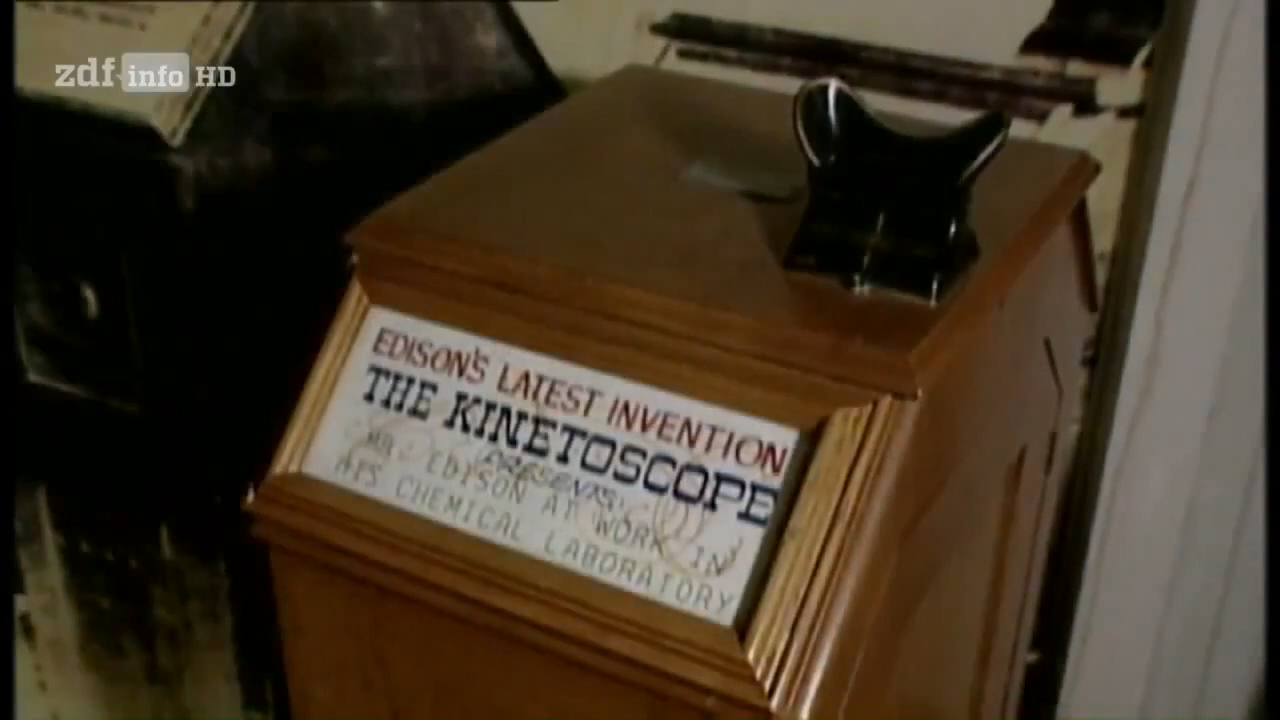 zdf info HD
EDISON'S LATEST INVENTION
THE KINETOSCOPE
PRESENTS:
MR. EDISON AT WORK IN
HIS CHEMICAL LABORATORY